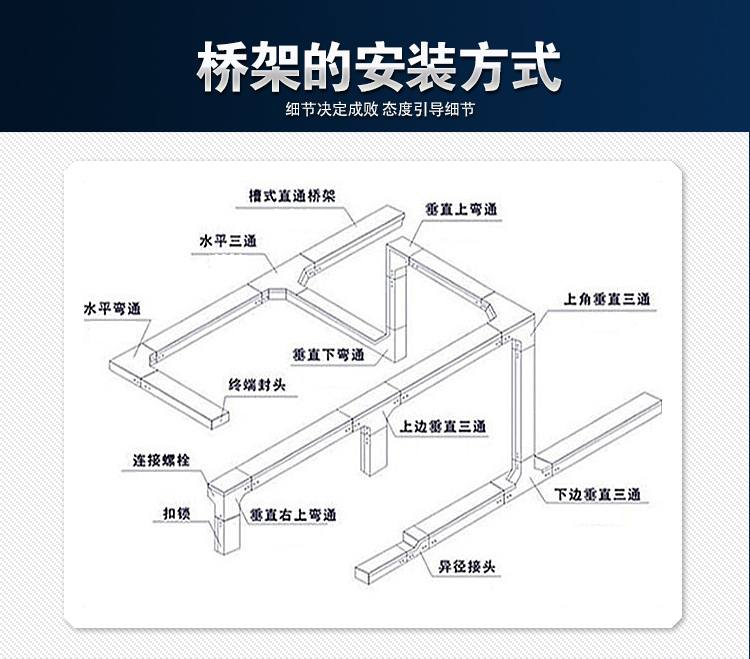 桥架的安装方式
细节决定成败 态度引导细节
槽式直通桥架
垂直上弯通
水平三通
上角垂直三通
水平弯通
垂直下弯通
终端封头
上边垂直三通
连接螺栓
下边垂直三通
扣锁
垂直右上弯通
异径接头